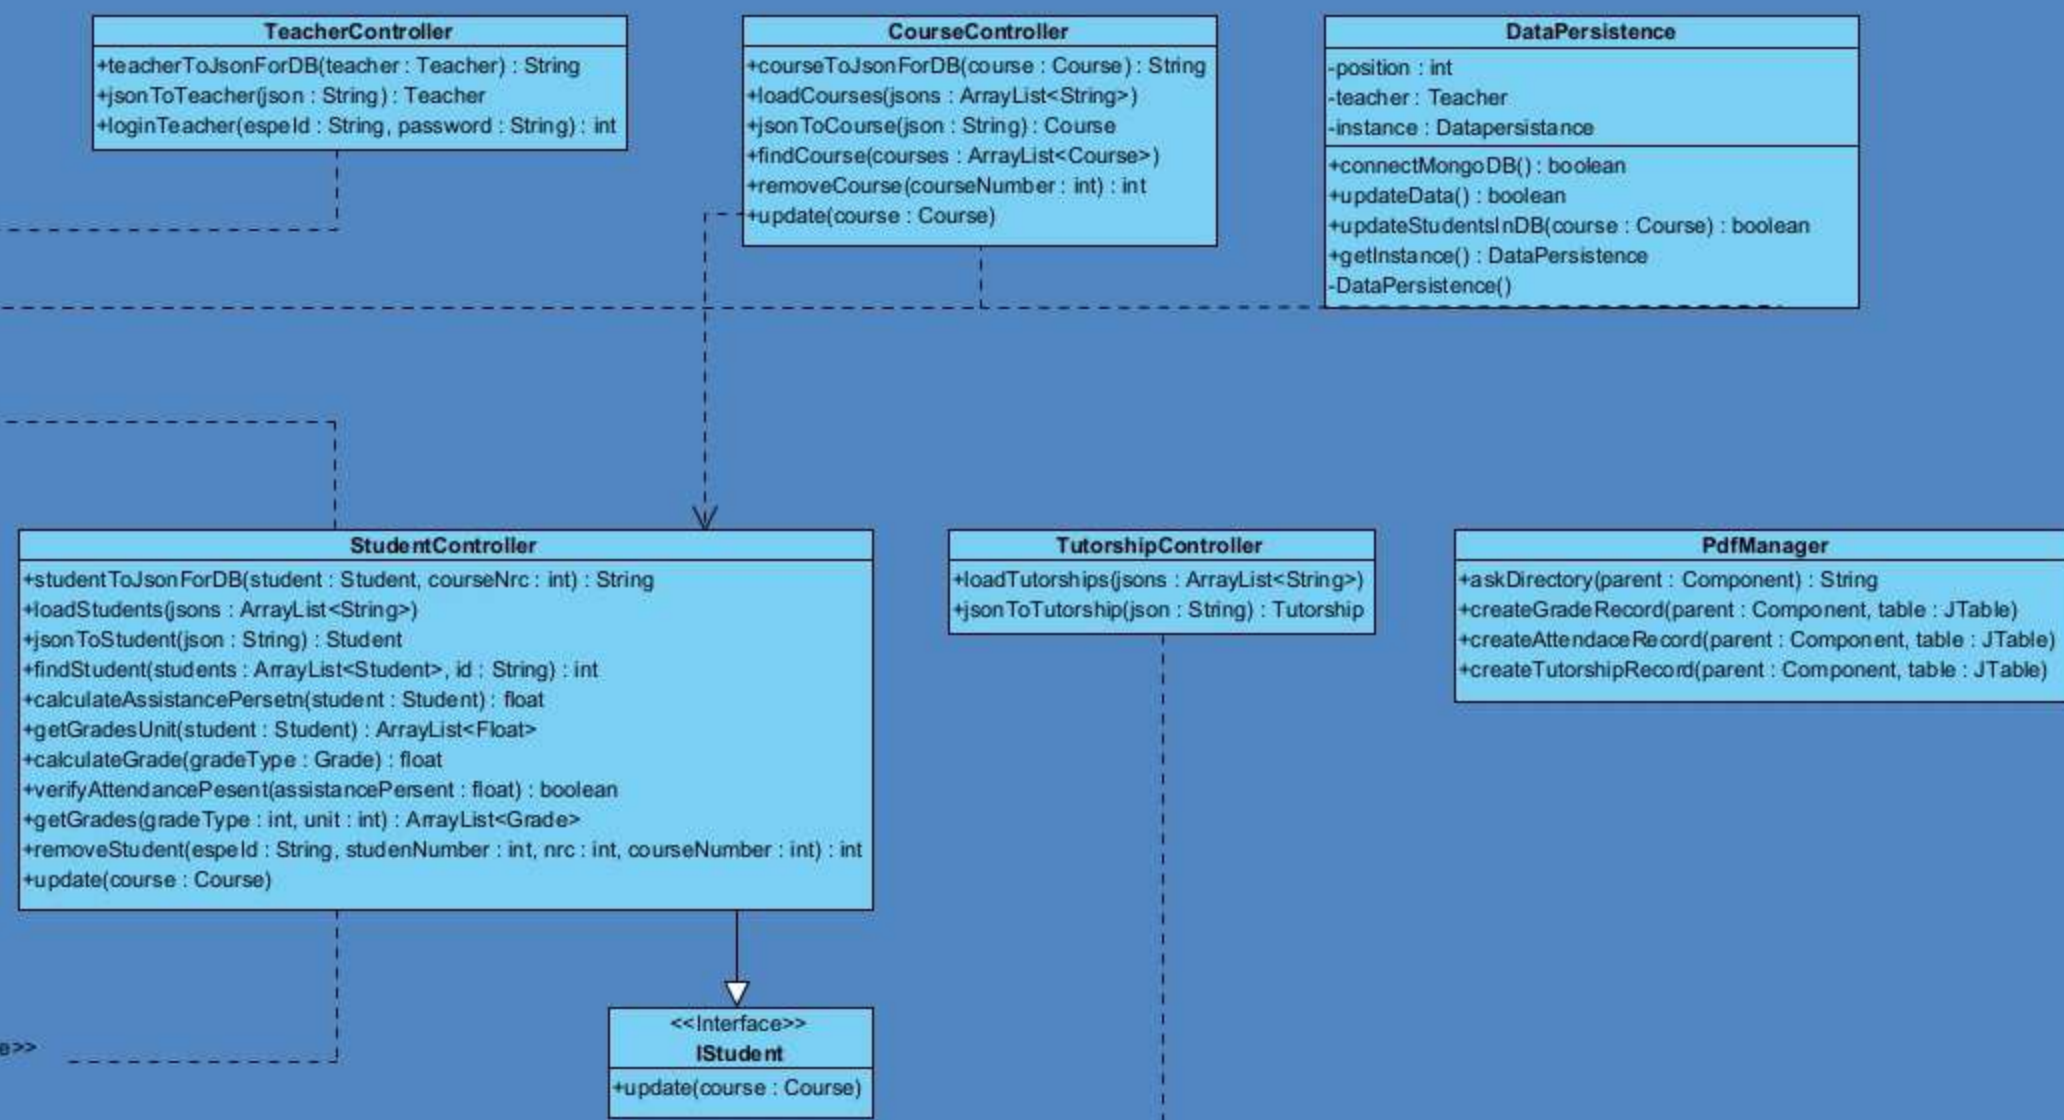 TeacherController
+teacherToJsonForDB(teacher : Teacher) : String
+jsonToTeacher(json : String) : Teacher
+loginTeacher(espeId : String, password : String) : int
CourseController
+courseToJsonForDB(course : Course) : String
+loadCourses(jsons : ArrayList<String>)
+jsonToCourse(json : String) : Course
+findCourse(courses : ArrayList<Course>)
+removeCourse(courseNumber : int) : int
+update(course : Course)
DataPersistence
-position : int
-teacher : Teacher
-instance : Datapersistance
+connectMongoDB() : boolean
+updateData() : boolean
+updateStudentsInDB(course : Course) : boolean
+getInstance() : DataPersistence
-DataPersistence()
StudentController
+studentToJsonForDB(student : Student, courseNrc : int) : String
+loadStudents(jsons : ArrayList<String>)
+jsonToStudent(json : String) : Student
+findStudent(students : ArrayList<Student>, id : String) : int
+calculateAssistancePersetn(student : Student) : float
+getGradesUnit(student : Student) : ArrayList<Float>
+calculateGrade(gradeType : Grade) : float
+verifyAttendancePesent(assistancePersent : float) : boolean
+getGrades(gradeType : int, unit : int) : ArrayList<Grade>
+removeStudent(espeId : String, studenNumber : int, nrc : int, courseNumber : int) : int
+update(course : Course)
TutorshipController
+loadTutorships(jsons : ArrayList<String>)
+jsonToTutorship(json : String) : Tutorship
PdfManager
+askDirectory(parent : Component) : String
+createGradeRecord(parent : Component, table : JTable)
+createAttendaceRecord(parent : Component, table : JTable)
+createTutorshipRecord(parent : Component, table : JTable)
e>>
<<Interface>>
IStudent
+update(course : Course)